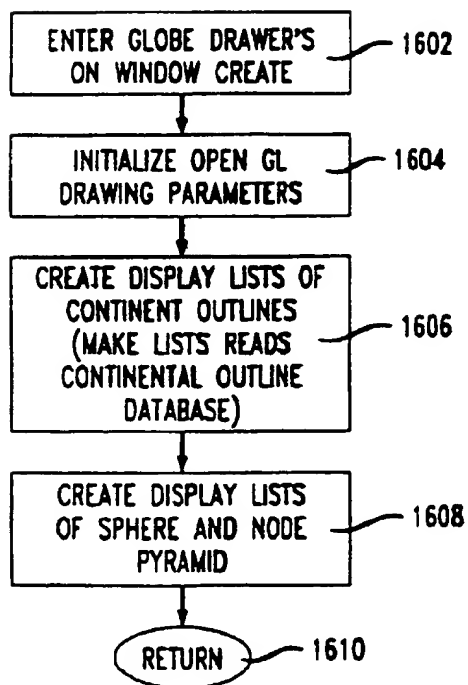 ENTER GLOBE DRAWER'S
ON WINDOW CREATE
1602
INITIALIZE OPEN GL
DRAWING PARAMETERS
1604
CREATE DISPLAY LISTS OF
CONTINENT OUTLINES
(MAKE LISTS READS
CONTINENTAL OUTLINE
DATABASE)
1606
CREATE DISPLAY LISTS
OF SPHERE AND NODE
PYRAMID
1608
RETURN
1610